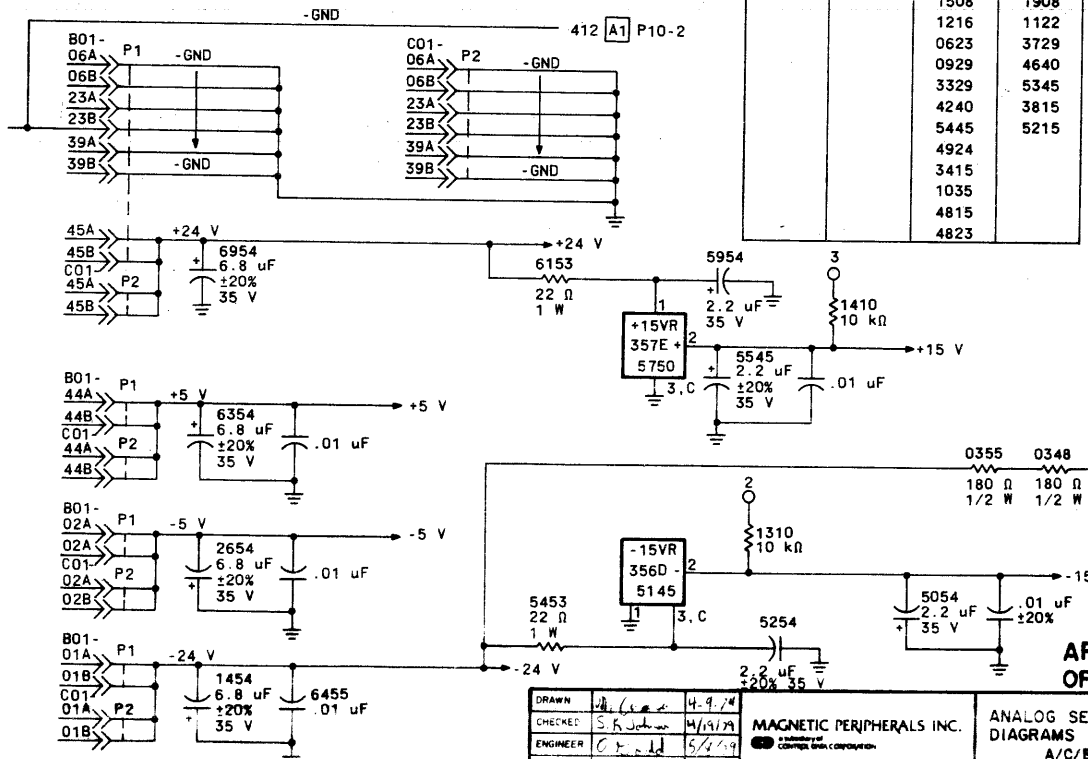 -GND
412 A1 P10-2
B01-
06A P1 -GND
06B
23A
23B
39A
39B -GND
C01-
06A P2 -GND
06B
23A
23B
39A
39B -GND
1508 1908
1216 1122
0623 3729
0929 4640
3329 5345
4240 3815
5445 5215
4924
3415
1035
4815
4823
45A +24 V
45B
C01
45A P2
45B
6954
6.8 uF
±20%
35 V
+24 V
6153
22 Ω
1 W
5954
2.2 uF
35 V
3
1410
10 kΩ
1
+15VR
357E +
5750
2
3,C
+15 V
5545
2.2 uF
±20%
35 V
.01 uF
B01-
44A P1 +5 V
44B
C01
44A P2
44B
6354
6.8 uF
±20%
35 V
.01 uF
+5 V
0355
180 Ω
1/2 W
0348
180 Ω
1/2 W
B01-
02A P1 -5 V
02A
C01-
02A P2
02B
2654
6.8 uF
±20%
35 V
.01 uF
-5 V
2
1310
10 kΩ
-15VR
356D -
5145
2
1
3,C
-15
5054
2.2 uF
35 V
.01 uF
±20%
5453
22 Ω
1 W
5254
2.2 uF
±20% 35 V
B01-
01A P1 -24 V
01B
C01-
01A P2
01B
1454
6.8 uF
±20%
35 V
6455
.01 uF
-24 V
AP
OF
DRAWN
CHECKED
ENGINEER
MAGNETIC PERIPHERALS INC.
a subsidiary of
CONTROL DATA CORPORATION
ANALOG SE
DIAGRAMS
A/C/E